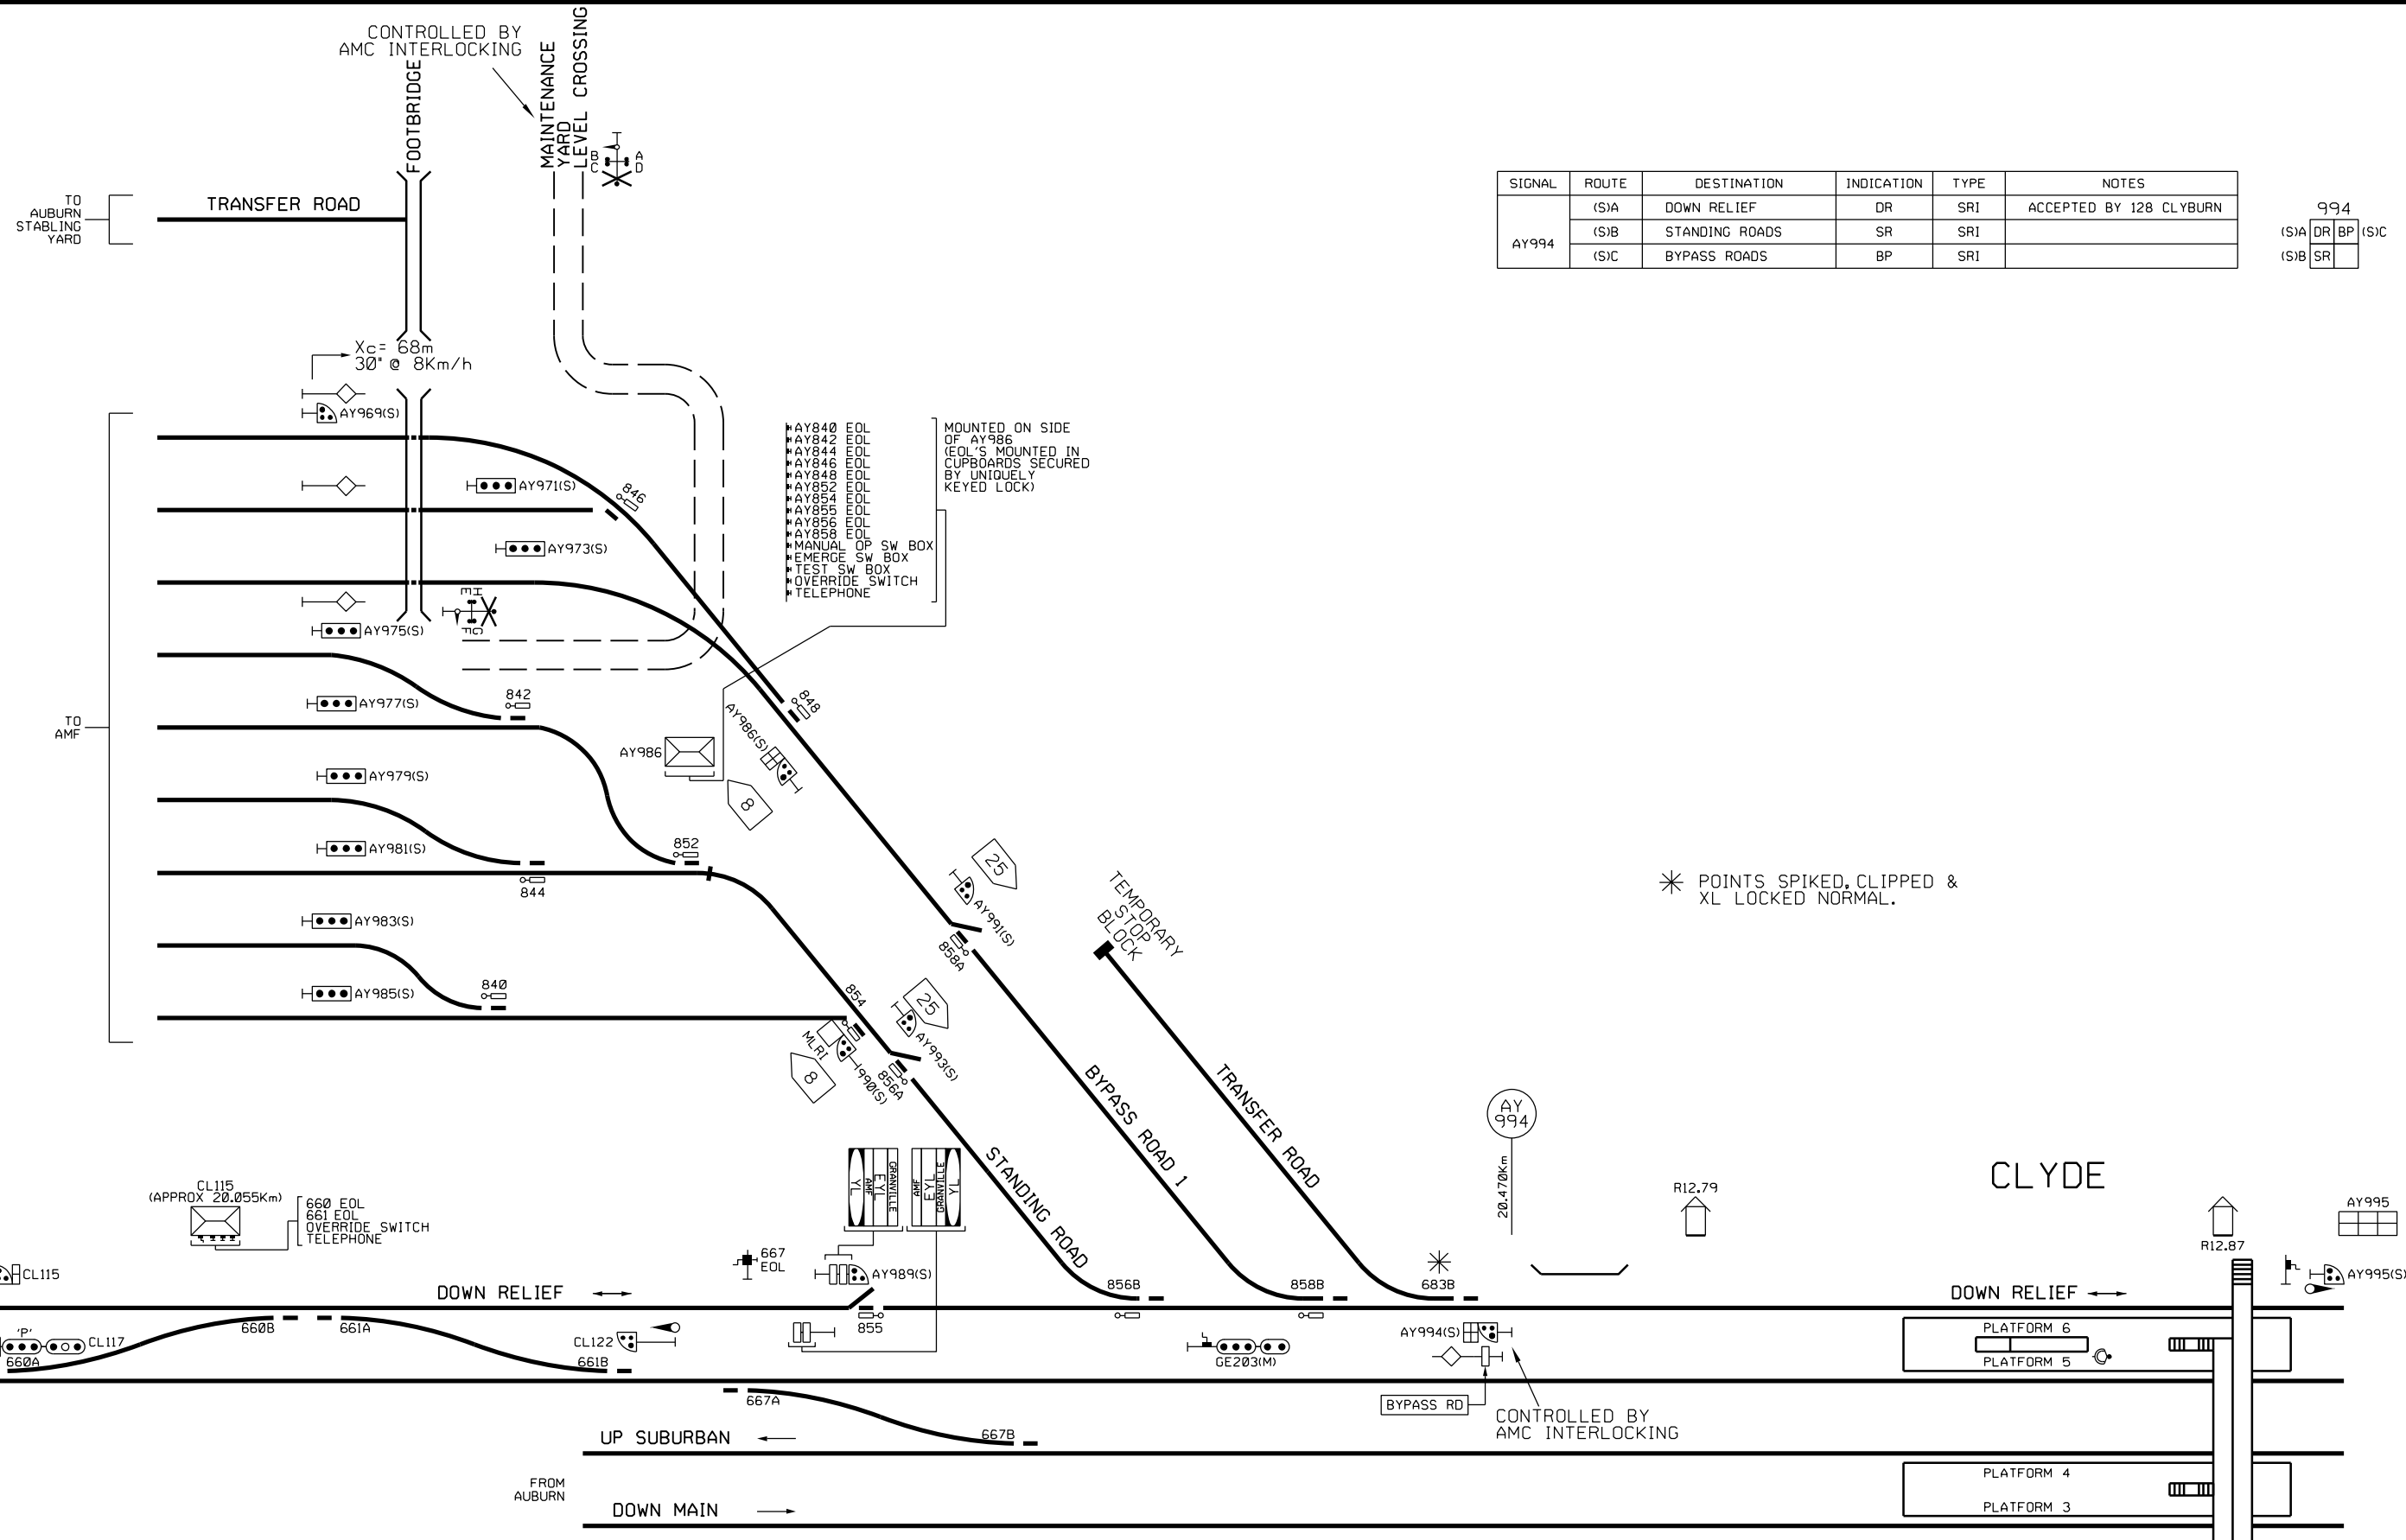 CONTROLLED BY
AMC INTERLOCKING
FOOTBRIDGE
MAINTENANCE
YARD
LEVEL CROSSING
B A
C D
TO
AUBURN
STABLING
YARD
TRANSFER ROAD
SIGNAL ROUTE DESTINATION INDICATION TYPE NOTES
AY994
(S)A DOWN RELIEF DR SRI ACCEPTED BY 128 CLYBURN
(S)B STANDING ROADS SR SRI
(S)C BYPASS ROADS BP SRI
994
(S)A DR BP (S)C
(S)B SR
Xc= 68m
30" @ 8Km/h
AY969(S)
AY971(S)
846
AY973(S)
H E
G F
AY975(S)
842
AY977(S)
TO
AMF
AY979(S)
852
AY981(S)
844
AY983(S)
840
AY985(S)
AY840 EOL
AY842 EOL
AY844 EOL
AY846 EOL
AY848 EOL
AY852 EOL
AY854 EOL
AY855 EOL
AY856 EOL
AY858 EOL
MANUAL OP SW BOX
EMERGE SW BOX
TEST SW BOX
OVERRIDE SWITCH
TELEPHONE
MOUNTED ON SIDE
OF AY986
(EOL'S MOUNTED IN
CUPBOARDS SECURED
BY UNIQUELY
KEYED LOCK)
848
AY986(S)
AY986
8
25
AY991(S)
858A
TEMPORARY
STOP
BLOCK
POINTS SPIKED, CLIPPED &
XL LOCKED NORMAL.
854
25
AY993(S)
MLRI
990(S)
856A
8
BYPASS ROAD 1
TRANSFER ROAD
STANDING ROAD
AY
994
20.470Km
R12.79
CLYDE
R12.87
AY995
AY995(S)
CL115
(APPROX 20.055Km)
660 EOL
661 EOL
OVERRIDE SWITCH
TELEPHONE
YL
AMF
EYL
GRANVILLE
AMF
EYL
GRANVILLE
YL
CL115
667
EOL
AY989(S)
DOWN RELIEF
856B
858B
683B
DOWN RELIEF
'P'
CL117
660A
660B
661A
CL122
661B
855
GE203(M)
AY994(S)
BYPASS RD
CONTROLLED BY
AMC INTERLOCKING
PLATFORM 6
PLATFORM 5
667A
667B
UP SUBURBAN
FROM
AUBURN
DOWN MAIN
PLATFORM 4
PLATFORM 3